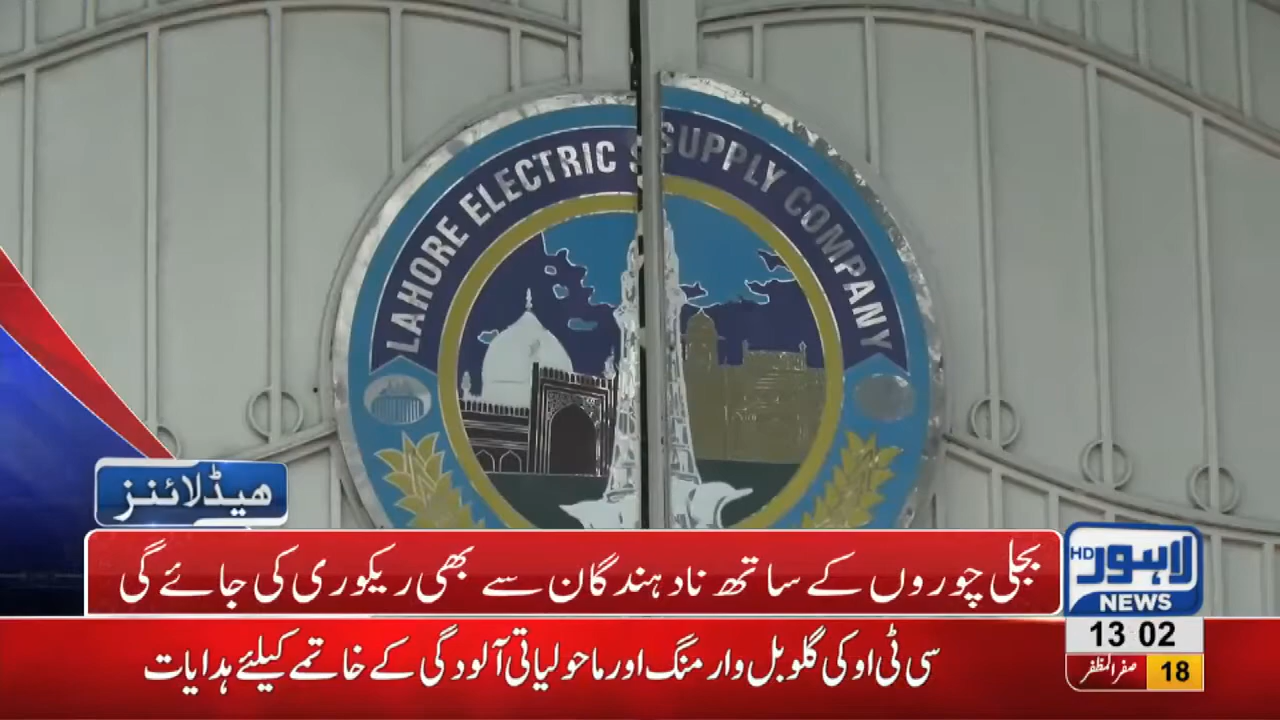 LAHORE ELECTRIC SUPPLY COMPANY
ھیڈلائنز
بجلی چوروں کے ساتھ نادہندگان سے بھی ریکوری کی جائے گی
سی ٹی او کی گلوبل وارمنگ اور ماحولیاتی آلودگی کے خاتمے کیلئے ہدایات
لاہور HD
NEWS
13 02
18 صفر المظفر